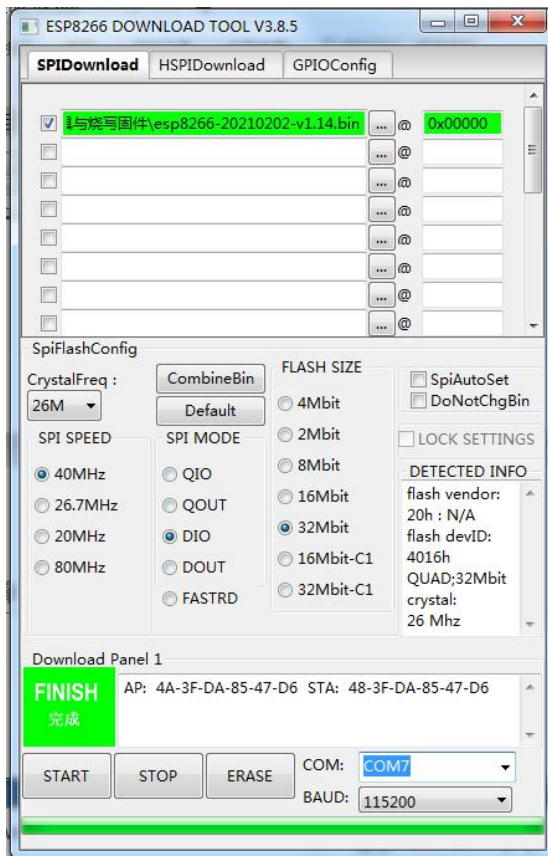 ESP8266 DOWNLOAD TOOL V3.8.5
SPIDownload HSPIDownload GPIOConfig
与烧写固件\esp8266-20210202-v1.14.bin ... @ 0x00000
... @
... @
... @
... @
... @
... @
... @
SpiFlashConfig
CrystalFreq :
26M
CombineBin
Default
SPI SPEED
40MHz
26.7MHz
20MHz
80MHz
SPI MODE
QIO
QOUT
DIO
DOUT
FASTRD
FLASH SIZE
4Mbit
2Mbit
8Mbit
16Mbit
32Mbit
16Mbit-C1
32Mbit-C1
SpiAutoSet
DoNotChgBin
LOCK SETTINGS
DETECTED INFO
flash vendor:
20h : N/A
flash devID:
4016h
QUAD;32Mbit
crystal:
26 Mhz
Download Panel 1
FINISH
完成
AP: 4A-3F-DA-85-47-D6 STA: 48-3F-DA-85-47-D6
START STOP ERASE
COM: COM7
BAUD: 115200